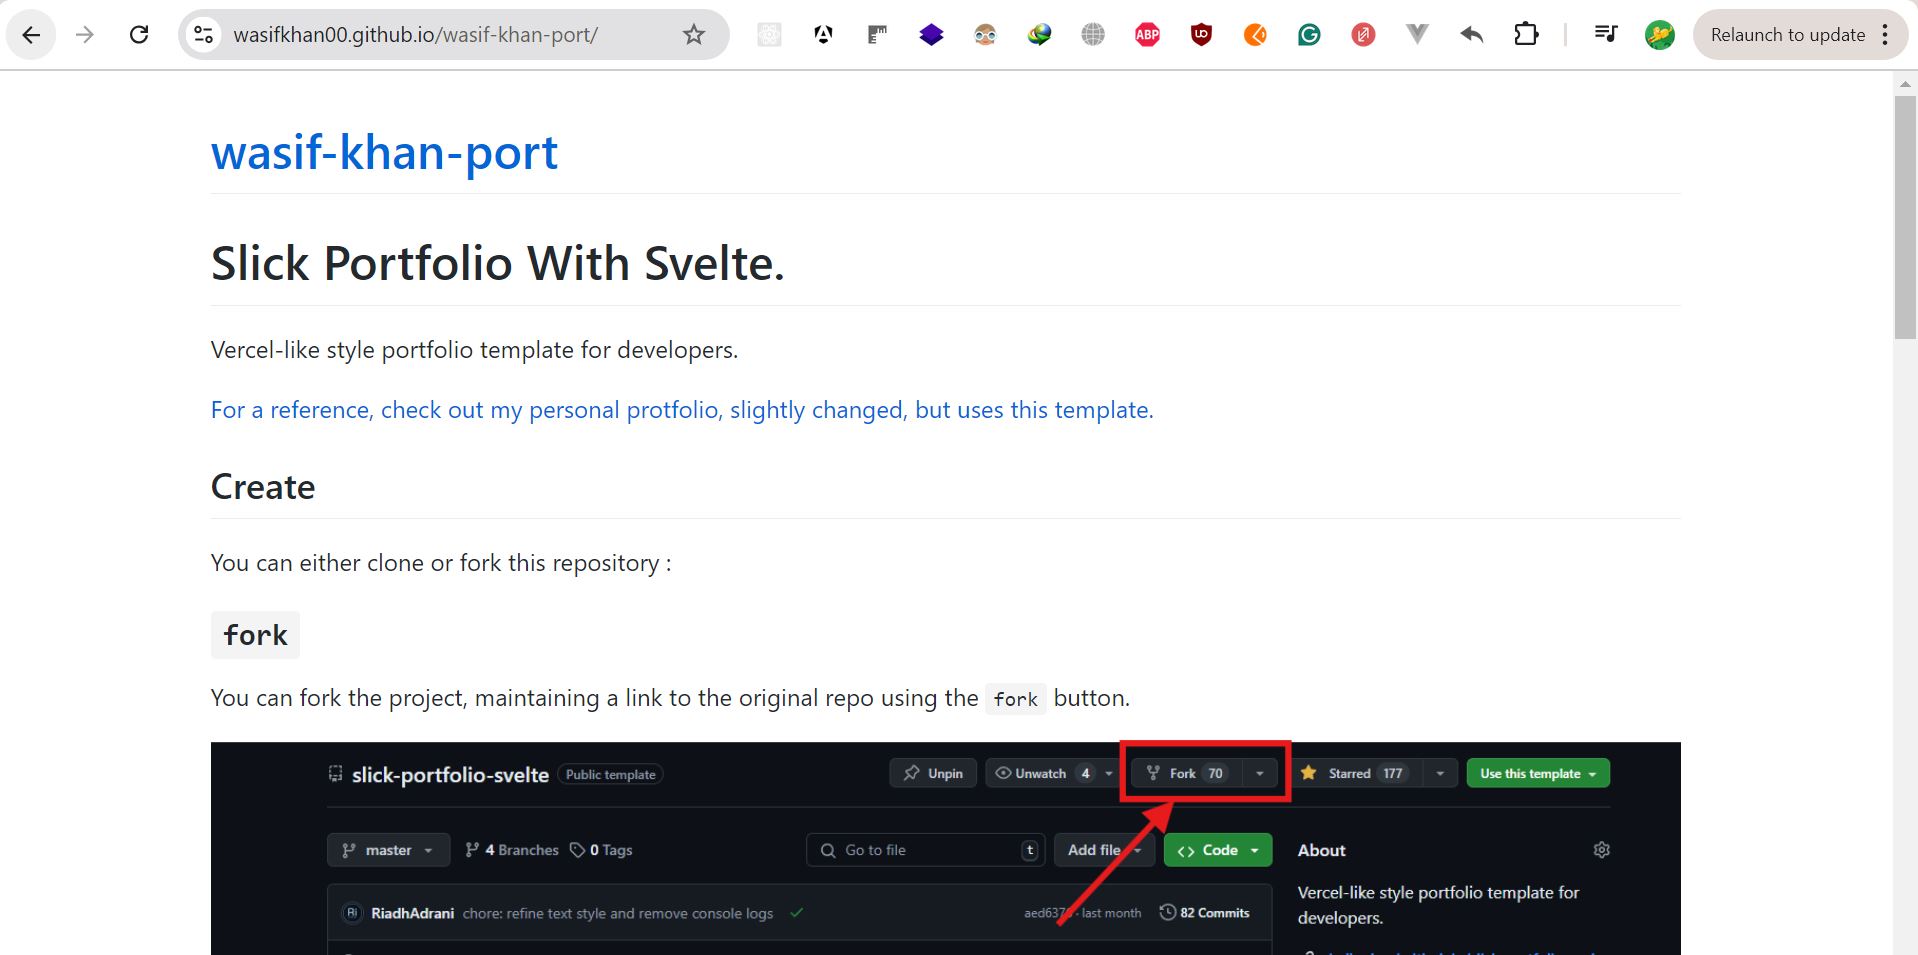 wasifkhan00.github.io/wasif-khan-port/
ABP
Relaunch to update
wasif-khan-port
Slick Portfolio With Svelte.
Vercel-like style portfolio template for developers.
For a reference, check out my personal protfolio, slightly changed, but uses this template.
Create
You can either clone or fork this repository :
fork
You can fork the project, maintaining a link to the original repo using the fork button.
slick-portfolio-svelte Public template Unpin Unwatch 4 Fork 70 Starred 177 Use this template
master 4 Branches 0 Tags Go to file t Add file <> Code About
Vercel-like style portfolio template for
developers.
RiadhAdrani chore: refine text style and remove console logs last month 82 Commits